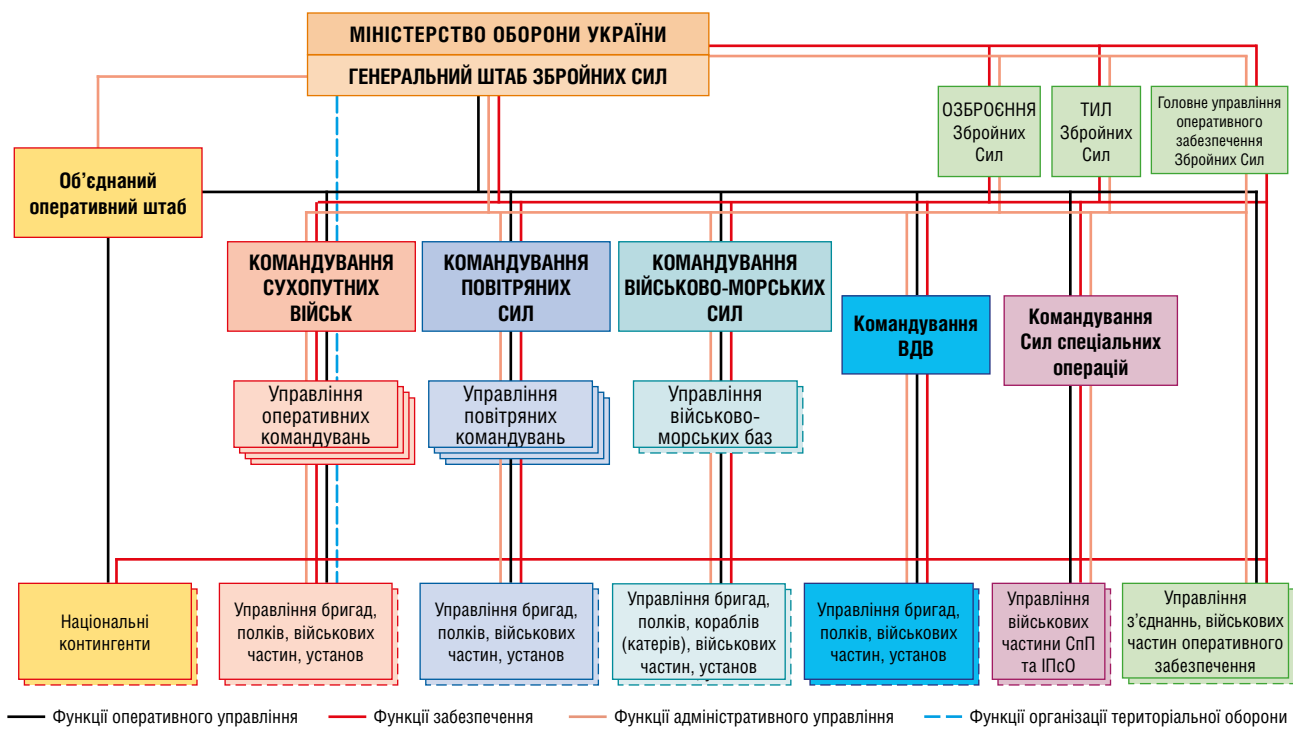 МІНІСТЕРСТВО ОБОРОНИ УКРАЇНИ
ГЕНЕРАЛЬНИЙ ШТАБ ЗБРОЙНИХ СИЛ
ОЗБРОЄННЯ
Збройних
Сил
ТИЛ
Збройних
Сил
Головне управління
оперативного
забезпечення
Збройних Сил
Об’єднаний
оперативний штаб
КОМАНДУВАННЯ
СУХОПУТНИХ
ВІЙСЬК
КОМАНДУВАННЯ
ПОВІТРЯНИХ
СИЛ
КОМАНДУВАННЯ
ВІЙСЬКОВО-МОРСЬКИХ
СИЛ
Командування
ВДВ
Командування
Сил спеціальних
операцій
Управління
оперативних
командувань
Управління
повітряних
командувань
Управління
військово-
морських баз
Національні
контингенти
Управління бригад,
полків, військових
частин, установ
Управління бригад,
полків, військових
частин, установ
Управління бригад,
полків, кораблів
(катерів), військових
частин, установ
Управління бригад,
полків, військових
частин, установ
Управління
військових
частини СпП
та ІПсО
Управління
з’єднаннь, військових
частин оперативного
забезпечення
Функції оперативного управління
Функції забезпечення
Функції адміністративного управління
Функції організації територіальної оборони